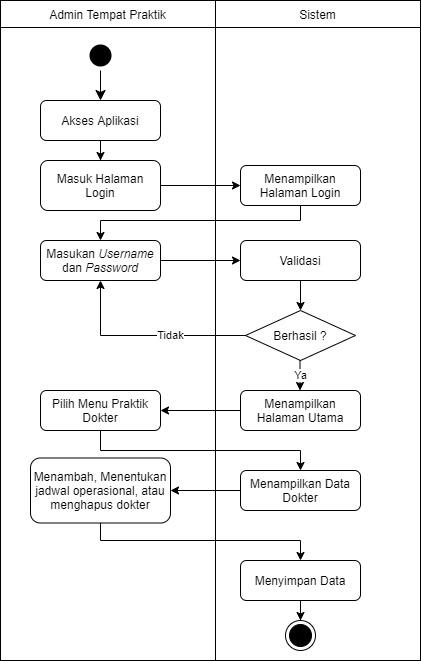 Admin Tempat Praktik
Sistem
Akses Aplikasi
Masuk Halaman
Login
Menampilkan
Halaman Login
Masukan Username
dan Password
Validasi
Berhasil ?
Tidak
Ya
Menampilkan
Halaman Utama
Pilih Menu Praktik
Dokter
Menampilkan Data
Dokter
Menambah, Menentukan
jadwal operasional, atau
menghapus dokter
Menyimpan Data